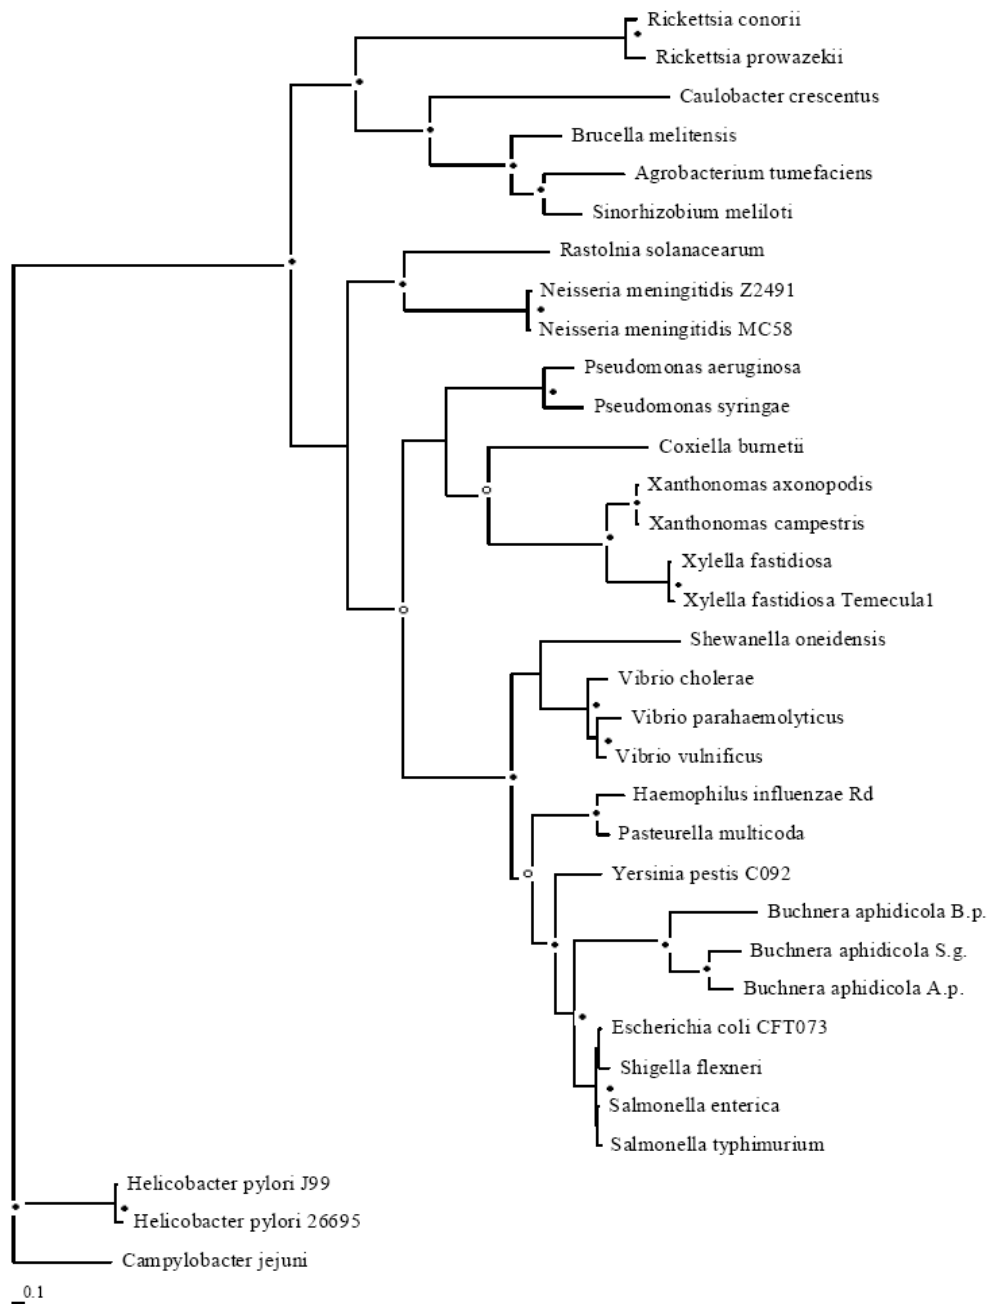 Rickettsia conorii
Rickettsia prowazekii
Caulobacter crescentus
Brucella melitensis
Agrobacterium tumefaciens
Sinorhizobium meliloti
Rastolnia solanacearum
Neisseria meningitidis Z2491
Neisseria meningitidis MC58
Pseudomonas aeruginosa
Pseudomonas syringae
Coxiella burnetii
Xanthonomas axonopodis
Xanthonomas campestris
Xylella fastidiosa
Xylella fastidiosa Temecula1
Shewanella oneidensis
Vibrio cholerae
Vibrio parahaemolyticus
Vibrio vulnificus
Haemophilus influenzae Rd
Pasteurella multicoda
Yersinia pestis C092
Buchnera aphidicola B.p.
Buchnera aphidicola S.g.
Buchnera aphidicola A.p.
Escherichia coli CFT073
Shigella flexneri
Salmonella enterica
Salmonella typhimurium
Helicobacter pylori J99
Helicobacter pylori 26695
Campylobacter jejuni
0.1